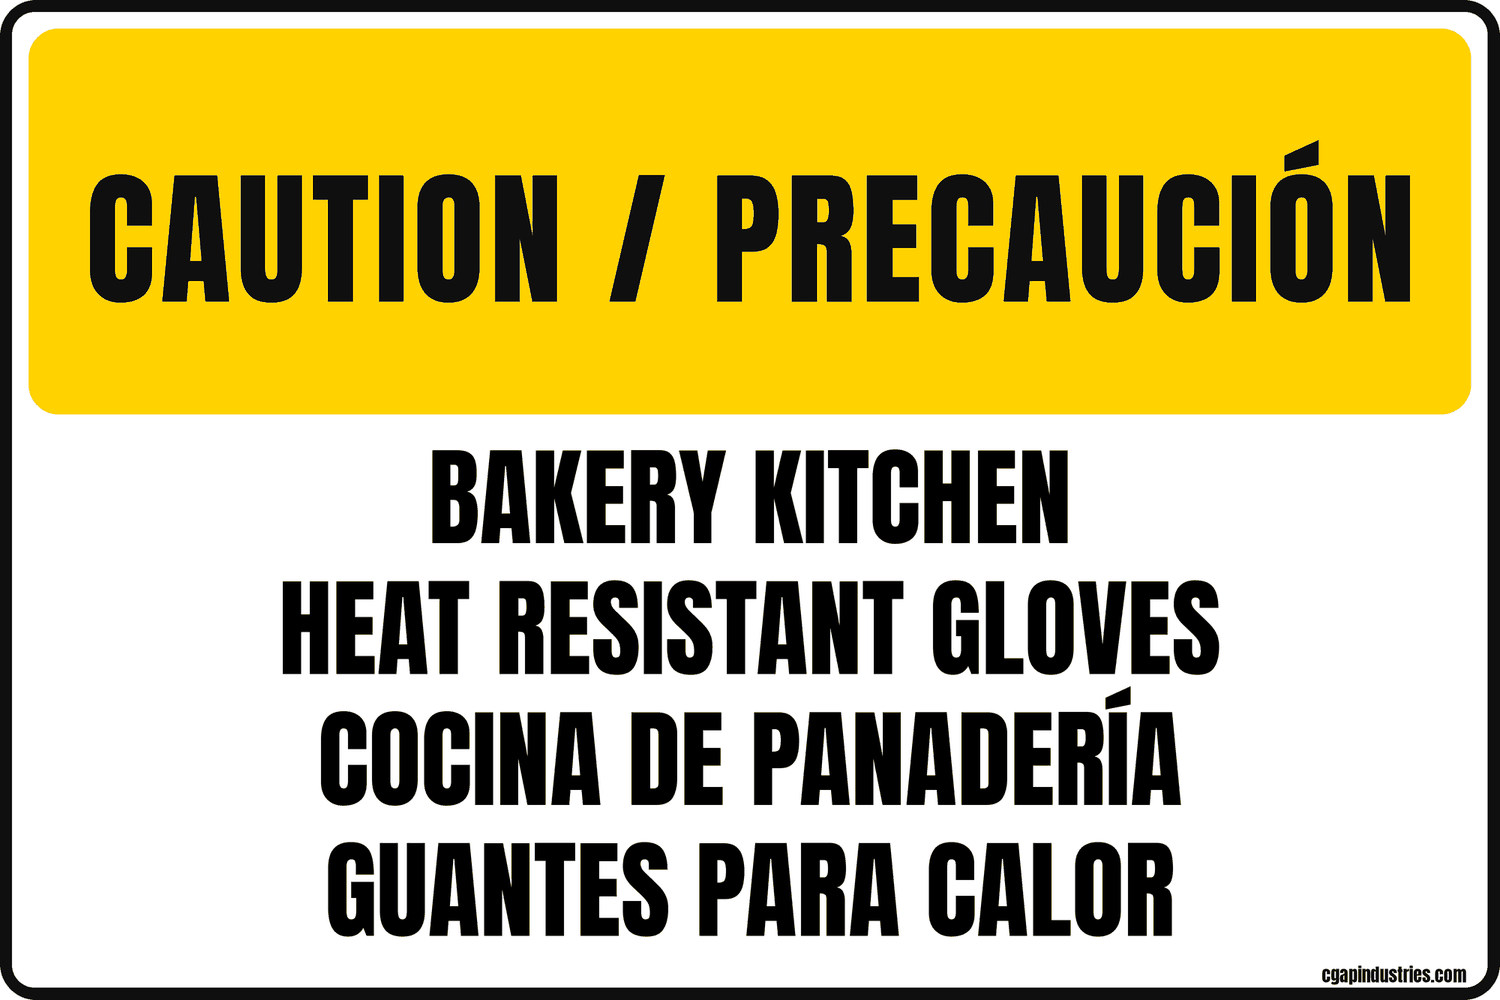 CAUTION / PRECAUCIÓN
BAKERY KITCHEN
HEAT RESISTANT GLOVES
COCINA DE PANADERÍA
GUANTES PARA CALOR
cgapindustries.com